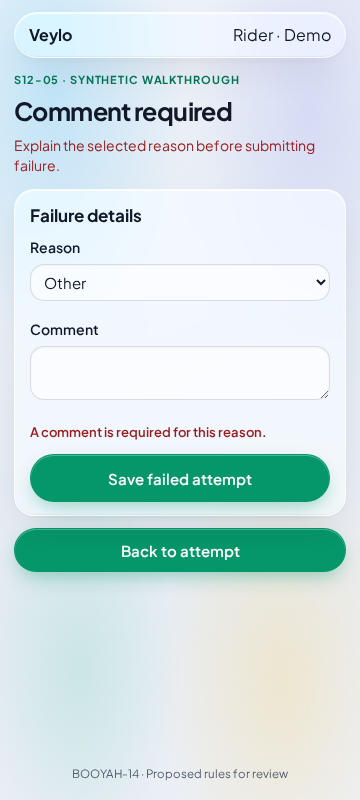 Veylo
Rider · Demo
S12-05 · SYNTHETIC WALKTHROUGH
Comment required
Explain the selected reason before submitting
failure.
Failure details
Reason
Other
Comment
A comment is required for this reason.
Save failed attempt
Back to attempt
BOOYAH-14 · Proposed rules for review